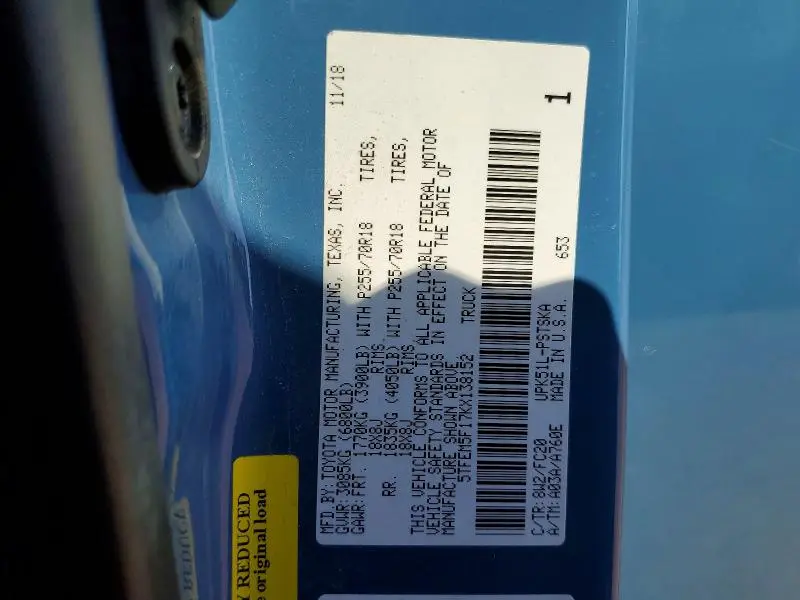 MFD.BY:TOYOTA MOTOR MANUFACTURING, TEXAS, INC. 11/18
GVWR:3085KG (6800LB)
GAWR:FRT. 1770KG (3900LB) WITH P255/70R18 TIRES,
18X8J RIMS
RR. 1835KG (4050LB) WITH P255/70R18 TIRES,
18X8J RIMS
THIS VEHICLE CONFORMS TO ALL APPLICABLE FEDERAL MOTOR
VEHICLE SAFETY STANDARDS IN EFFECT ON THE DATE OF
MANUFACTURE SHOWN ABOVE.
5TFEM5F17KX138152 TRUCK
C/TR:8W2/FC20 UPK51L-PSTSKA 653
A/TM:A03A/A760E MADE IN U.S.A.
1
Y REDUCED
e original load